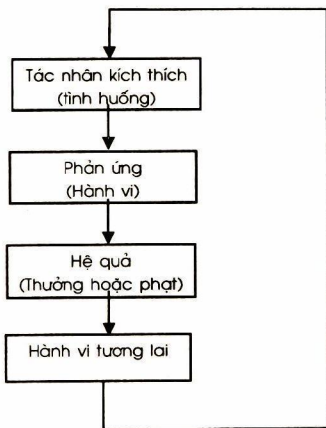 Tác nhân kích thích
(tình huống)
Phản ứng
(Hành vi)
Hệ quả
(Thưởng hoặc phạt)
Hành vi tương lai